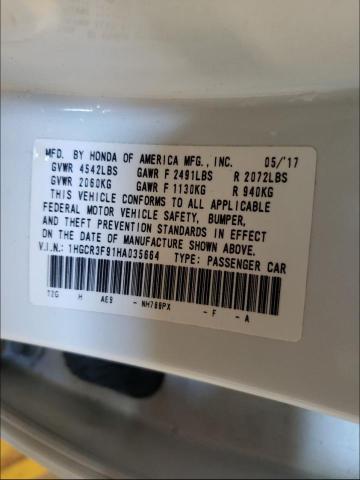 MFD. BY HONDA OF AMERICA MFG., INC. 05/'17
GVWR 4542LBS GAWR F 2491LBS R 2072LBS
GVWR 2060KG GAWR F 1130KG R 940KG
THIS VEHICLE CONFORMS TO ALL APPLICABLE
FEDERAL MOTOR VEHICLE SAFETY, BUMPER,
AND THEFT PREVENTION STANDARDS IN EFFECT
ON THE DATE OF MANUFACTURE SHOWN ABOVE.
V.I.N.: 1HGCR3F91HA035664 TYPE: PASSENGER CAR
T2G H AE9 - NH788PX - F - A